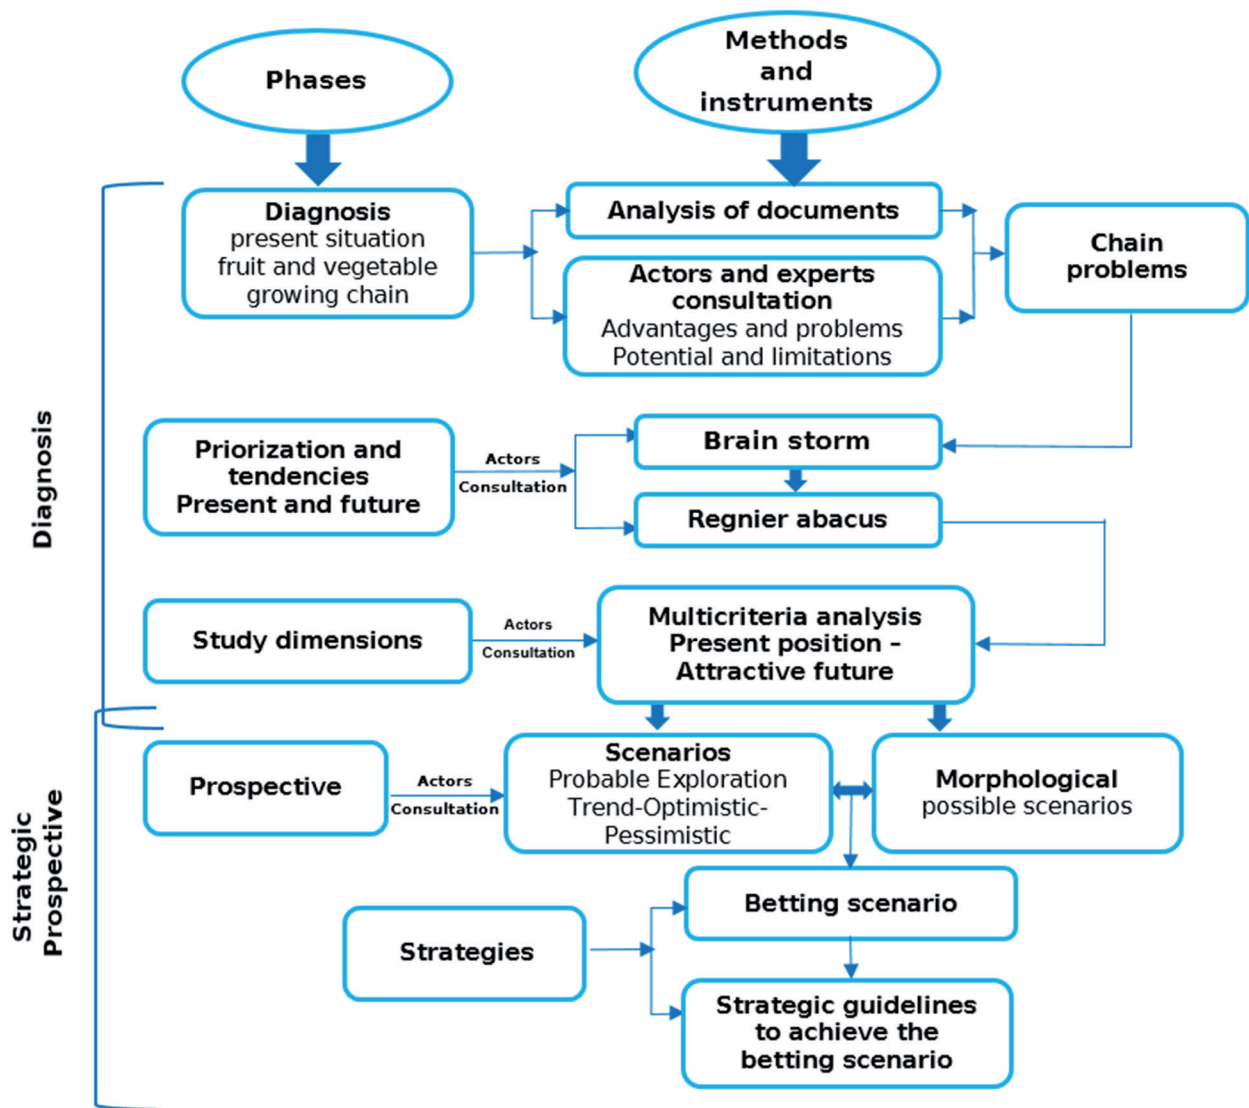 Phases
Methods
and
instruments
Diagnosis
present situation
fruit and vegetable
growing chain
Analysis of documents
Actors and experts
consultation
Advantages and problems
Potential and limitations
Chain
problems
Diagnosis
Priorization and
tendencies
Present and future
Actors
Consultation
Brain storm
Regnier abacus
Study dimensions
Actors
Consultation
Multicriteria analysis
Present position –
Attractive future
Strategic
Prospective
Prospective
Actors
Consultation
Scenarios
Probable Exploration
Trend-Optimistic-
Pessimistic
Morphological
possible scenarios
Strategies
Betting scenario
Strategic guidelines
to achieve the
betting scenario